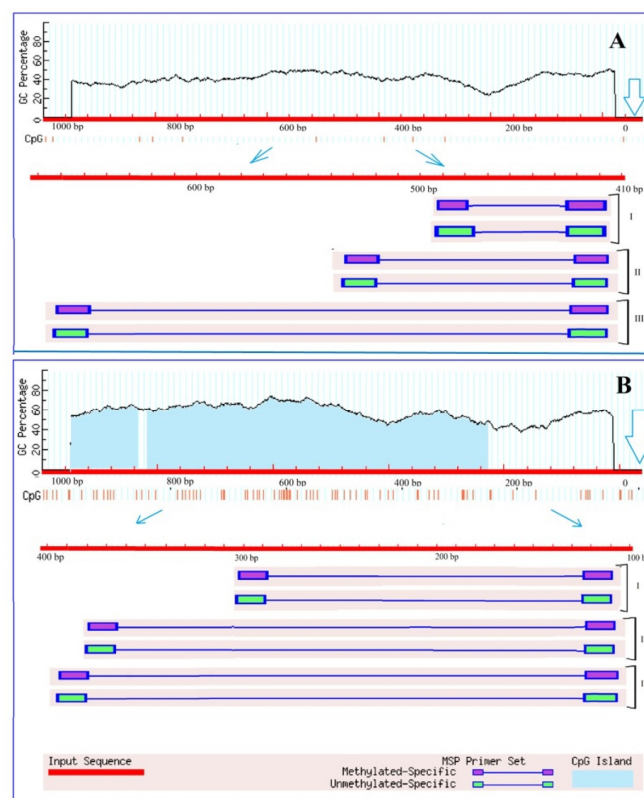 A
GC Percentage
80
60
40
20
0
1000 bp 800 bp 600 bp 400 bp 200 bp 0 bp
CpG
600 bp 500 bp 410 bp
I
II
III
B
GC Percentage
80
60
40
20
0
1000 bp 800 bp 600 bp 400 bp 200 bp 0 bp
CpG
400 bp 300 bp 200 bp 100 b
I
I
I
Input Sequence MSP Primer Set CpG Island
Methylated-Specific
Unmethylated-Specific